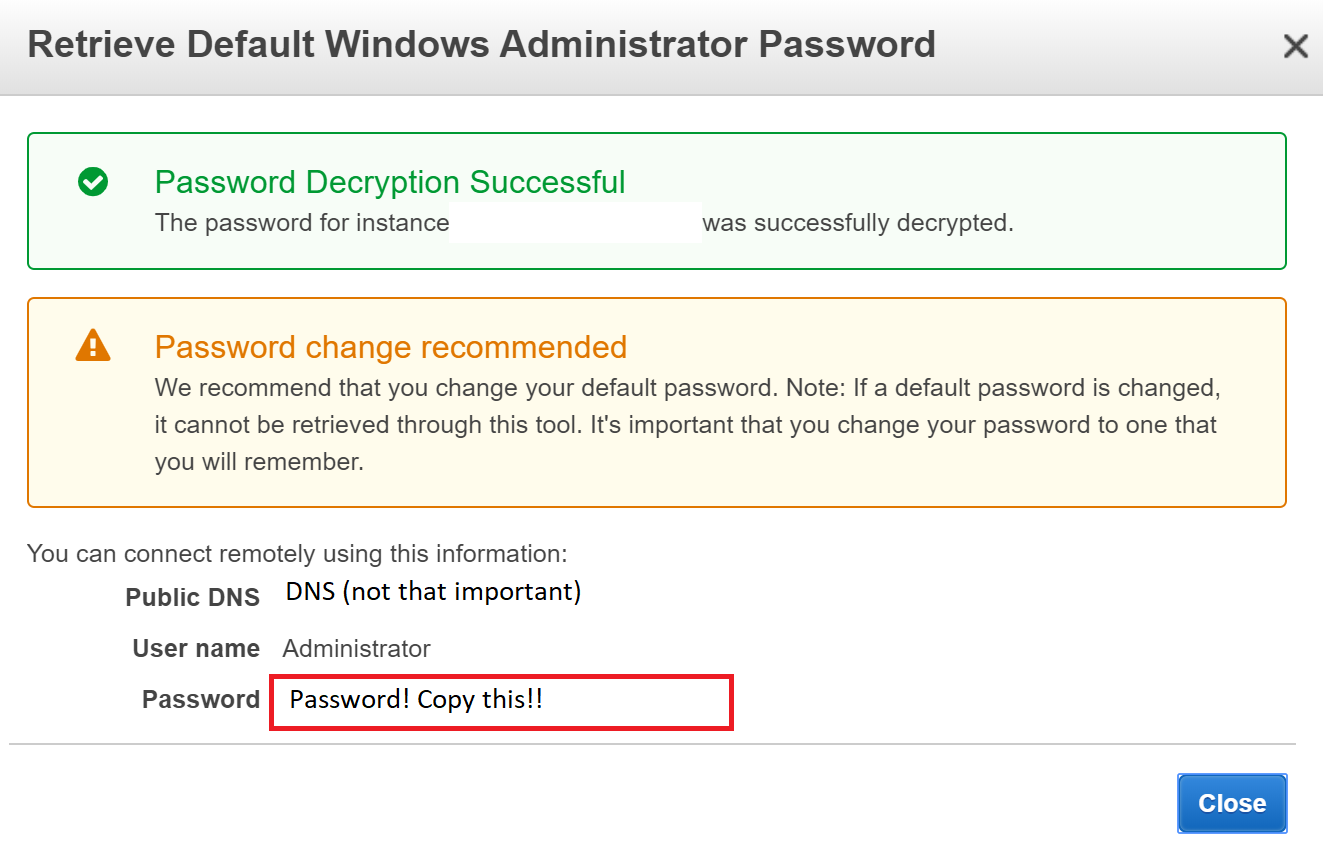 Retrieve Default Windows Administrator Password
Password Decryption Successful
The password for instance was successfully decrypted.
Password change recommended
We recommend that you change your default password. Note: If a default password is changed,
it cannot be retrieved through this tool. It's important that you change your password to one that
you will remember.
You can connect remotely using this information:
Public DNS DNS (not that important)
User name Administrator
Password Password! Copy this!!
Close